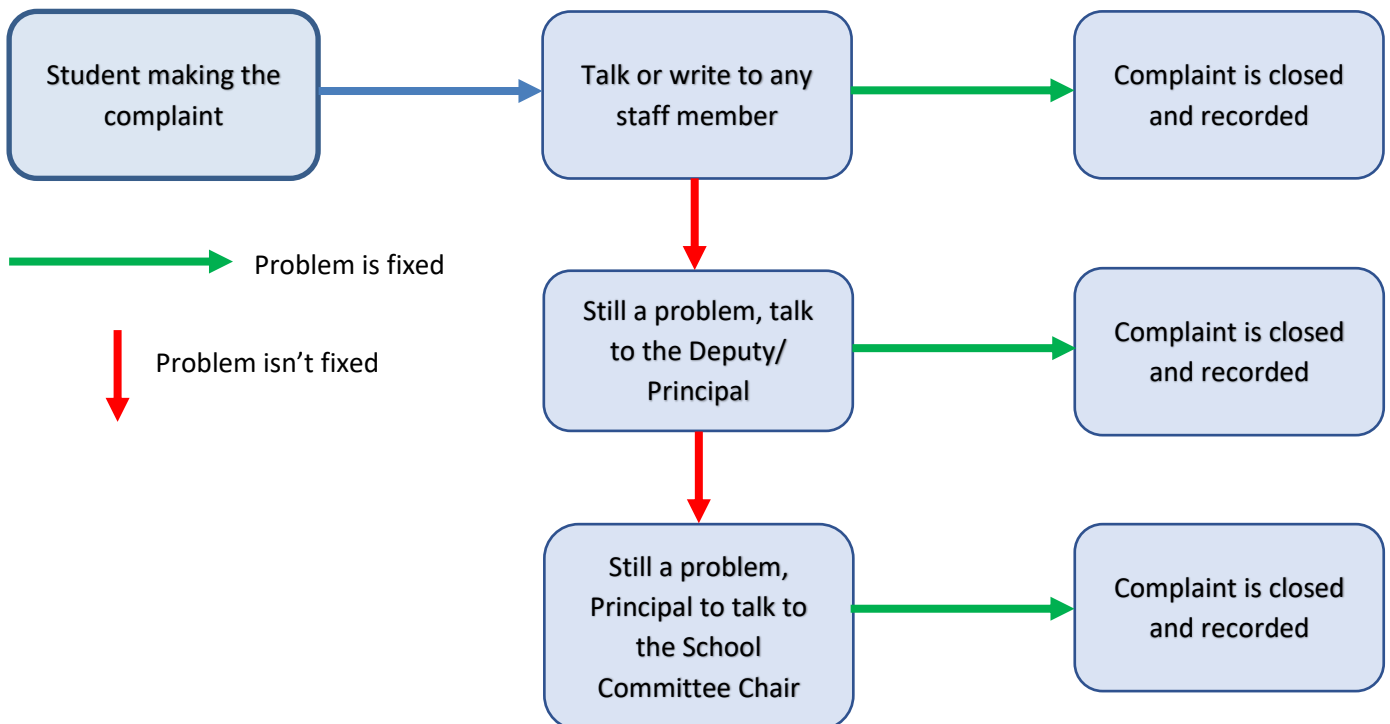 Student making the
complaint
Talk or write to any
staff member
Complaint is closed
and recorded
Problem is fixed
Problem isn’t fixed
Still a problem, talk
to the Deputy/
Principal
Complaint is closed
and recorded
Still a problem,
Principal to talk to
the School
Committee Chair
Complaint is closed
and recorded